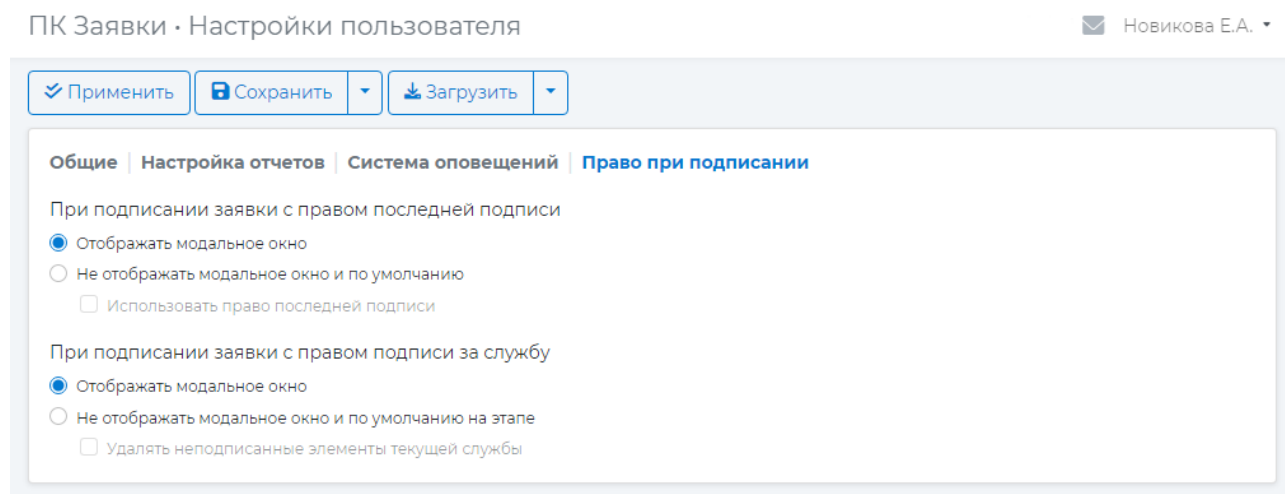 ПК Заявки • Настройки пользователя
Новикова Е.А.
Применить Сохранить Загрузить
Общие Настройка отчетов Система оповещений Право при подписании
При подписании заявки с правом последней подписи
Отображать модальное окно
Не отображать модальное окно и по умолчанию
Использовать право последней подписи
При подписании заявки с правом подписи за службу
Отображать модальное окно
Не отображать модальное окно и по умолчанию на этапе
Удалять неподписанные элементы текущей службы